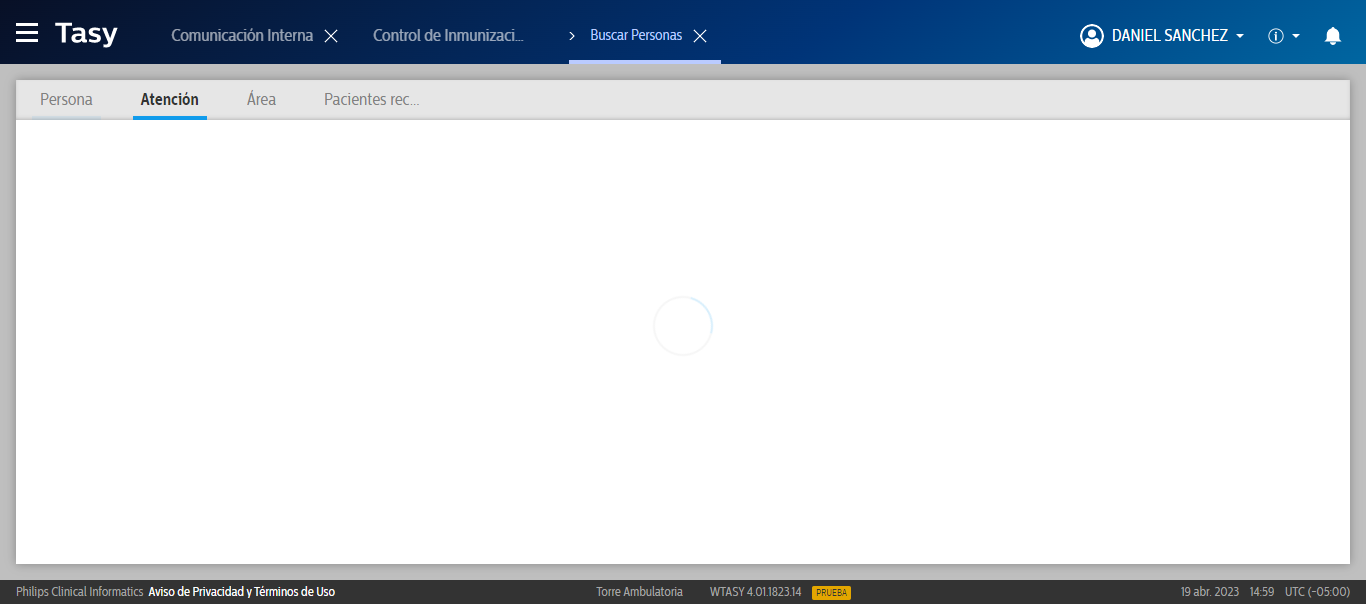 Tasy
Comunicación Interna
Control de Inmunizaci...
Buscar Personas
DANIEL SANCHEZ
Persona
Atención
Área
Pacientes rec...
Philips Clinical Informatics Aviso de Privacidad y Términos de Uso
Torre Ambulatoria
WTASY 4.01.1823.14
PRUEBA
19 abr. 2023
14:59
UTC (-05:00)